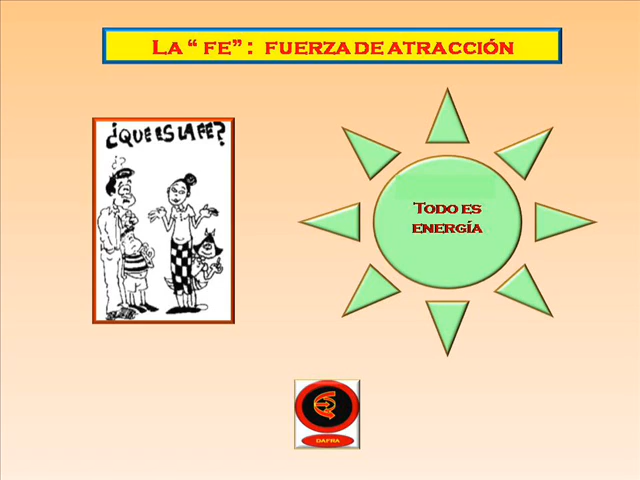 La “ fe” : fuerza de atracción
¿QUE ES LA FE?
Todo es
energía
DAFRA